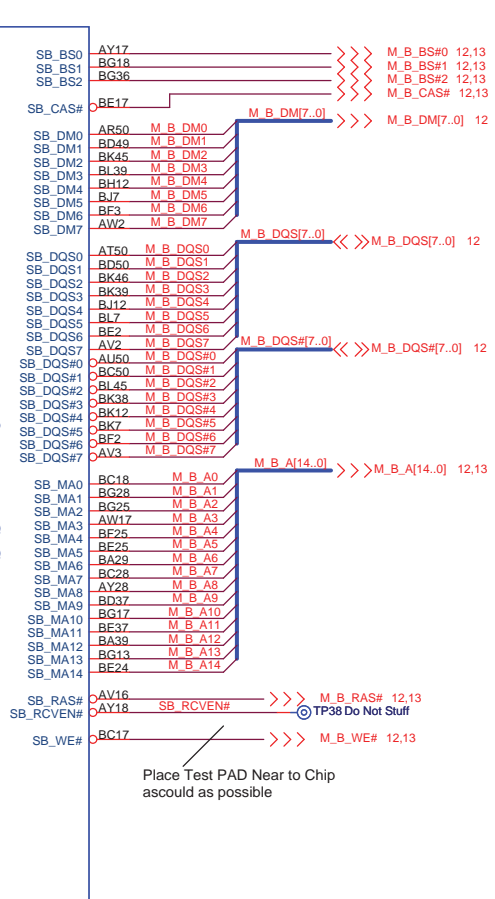 SB_BS0 AY17 M_B_BS#0 12,13
SB_BS1 BG18 M_B_BS#1 12,13
SB_BS2 BG36 M_B_BS#2 12,13
SB_CAS# BE17 M_B_CAS# 12,13
M_B_DM[7..0] M_B_DM[7..0] 12
SB_DM0 AR50 M_B_DM0
SB_DM1 BD49 M_B_DM1
SB_DM2 BK45 M_B_DM2
SB_DM3 BL39 M_B_DM3
SB_DM4 BH12 M_B_DM4
SB_DM5 BJ7 M_B_DM5
SB_DM6 BF3 M_B_DM6
SB_DM7 AW2 M_B_DM7
M_B_DQS[7..0] M_B_DQS[7..0] 12
SB_DQS0 AT50 M_B_DQS0
SB_DQS1 BD50 M_B_DQS1
SB_DQS2 BK46 M_B_DQS2
SB_DQS3 BK39 M_B_DQS3
SB_DQS4 BJ12 M_B_DQS4
SB_DQS5 BL7 M_B_DQS5
SB_DQS6 BE2 M_B_DQS6
SB_DQS7 AV2 M_B_DQS7
M_B_DQS#[7..0] M_B_DQS#[7..0] 12
SB_DQS#0 AU50 M_B_DQS#0
SB_DQS#1 BC50 M_B_DQS#1
SB_DQS#2 BL45 M_B_DQS#2
SB_DQS#3 BK38 M_B_DQS#3
SB_DQS#4 BK12 M_B_DQS#4
SB_DQS#5 BK7 M_B_DQS#5
SB_DQS#6 BF2 M_B_DQS#6
SB_DQS#7 AV3 M_B_DQS#7
M_B_A[14..0] M_B_A[14..0] 12,13
SB_MA0 BC18 M_B_A0
SB_MA1 BG28 M_B_A1
SB_MA2 BG25 M_B_A2
SB_MA3 AW17 M_B_A3
SB_MA4 BF25 M_B_A4
SB_MA5 BE25 M_B_A5
SB_MA6 BA29 M_B_A6
SB_MA7 BC28 M_B_A7
SB_MA8 AY28 M_B_A8
SB_MA9 BD37 M_B_A9
SB_MA10 BG17 M_B_A10
SB_MA11 BE37 M_B_A11
SB_MA12 BA39 M_B_A12
SB_MA13 BG13 M_B_A13
SB_MA14 BE24 M_B_A14
SB_RAS# AV16 M_B_RAS# 12,13
SB_RCVEN# AY18 SB_RCVEN# TP38 Do Not Stuff
SB_WE# BC17 M_B_WE# 12,13
Place Test PAD Near to Chip
ascould as possible